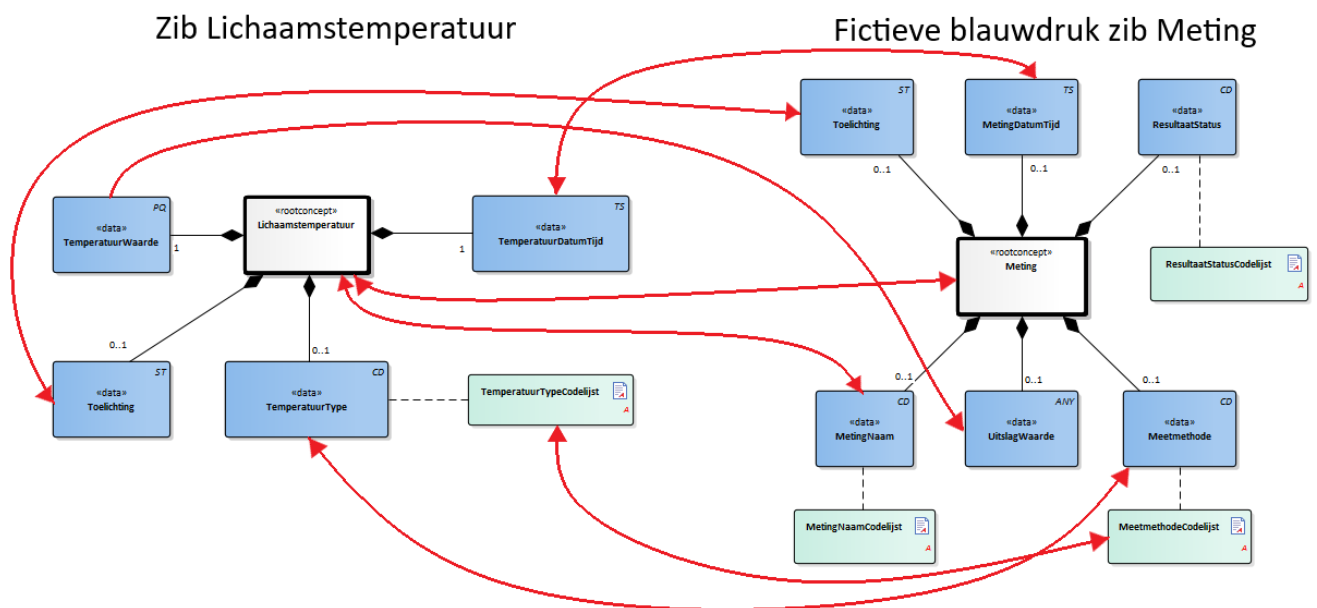 Zib Lichaamstemperatuur
Fictieve blauwdruk zib Meting
ST
«data»
Toelichting
0..1
TS
«data»
MetingDatumTijd
0..1
CD
«data»
ResultaatStatus
0..1
PQ
«data»
TemperatuurWaarde
1
«rootconcept»
Lichaamstemperatuur
TS
«data»
TemperatuurDatumTijd
1
«rootconcept»
Meting
ResultaatStatusCodelijst
A
0..1
ST
«data»
Toelichting
0..1
CD
«data»
TemperatuurType
TemperatuurTypeCodelijst
A
0..1
CD
«data»
MetingNaam
0..1
ANY
«data»
UitslagWaarde
0..1
CD
«data»
Meetmethode
MetingNaamCodelijst
A
MeetmethodeCodelijst
A